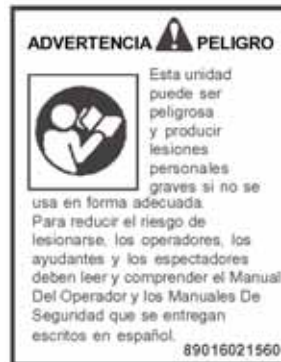 ADVERTENCIA PELIGRO
Esta unidad
puede ser
peligrosa
y producir
lesiones
personales
graves si no se
usa en forma adecuada.
Para reducir el riesgo de
lesionarse, los operadores, los
ayudantes y los espectadores
deben leer y comprender el Manual
Del Operador y los Manuales De
Seguridad que se entregan
escritos en español.
89016021560